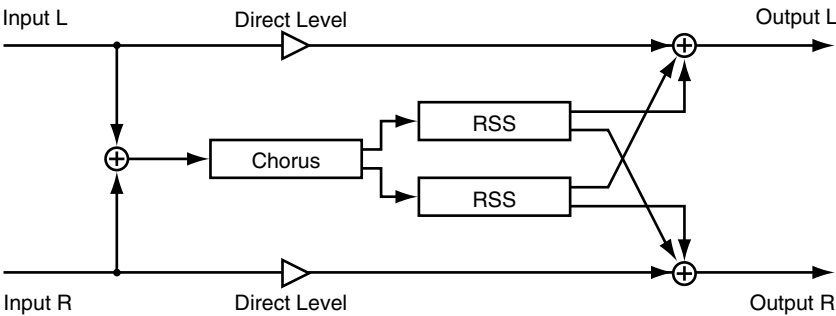 Input L
Direct Level
Output L
RSS
Chorus
RSS
Input R
Direct Level
Output R